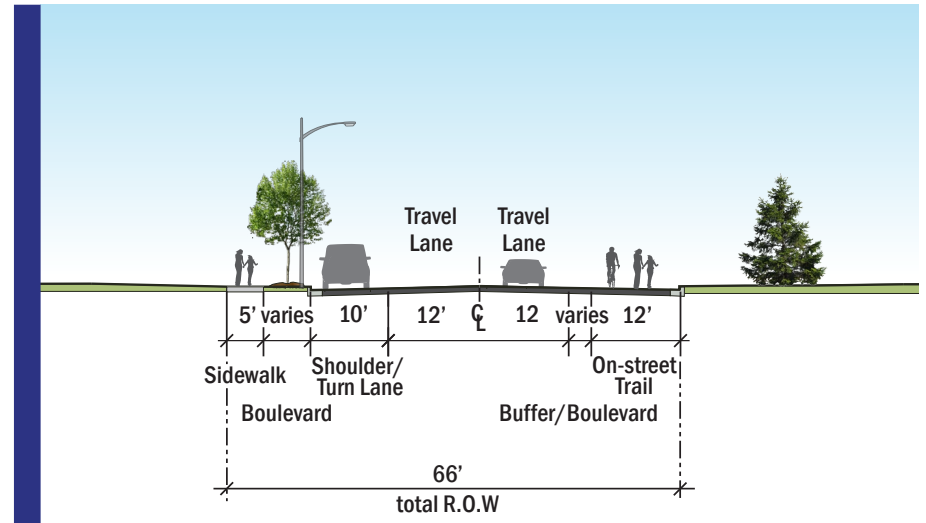 Travel
Lane
Travel
Lane
5’ varies 10’ 12’ CL 12 varies 12’
Sidewalk
Shoulder/
Turn Lane
On-street
Trail
Boulevard
Buffer/Boulevard
66’
total R.O.W